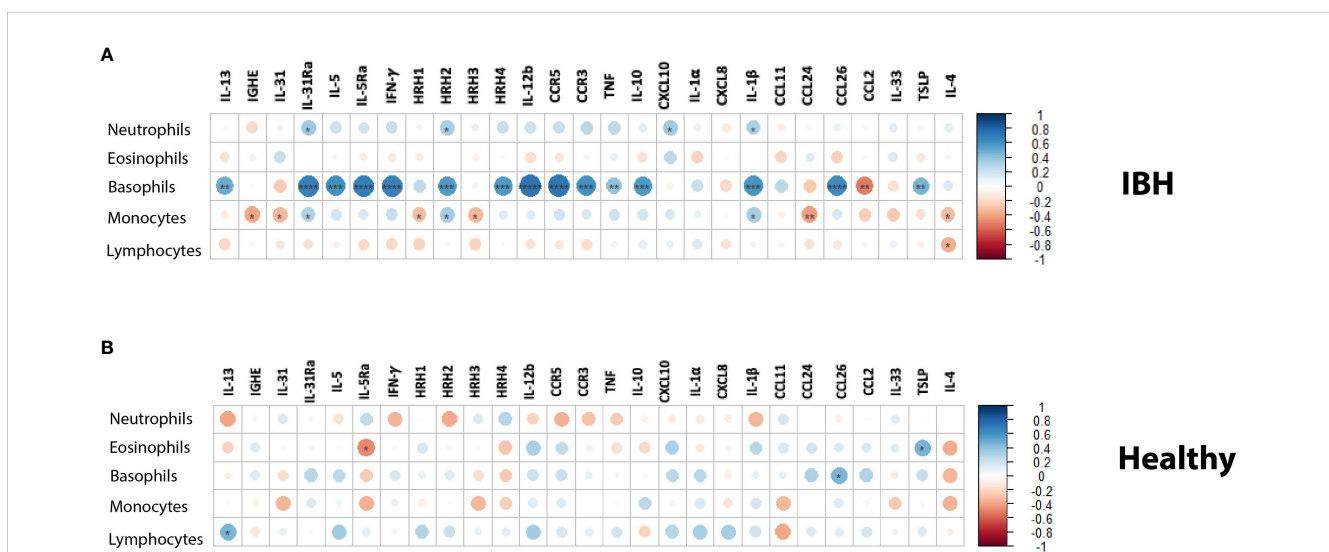 A
IL-13 IGHE IL-31 IL-31Ra IL-5 IL-5Ra IFN-γ HRH1 HRH2 HRH3 HRH4 IL-12b CCR5 CCR3 TNF IL-10 CXCL10 IL-1α CXCL8 IL-1β CCL11 CCL24 CCL26 CCL2 IL-33 TSLP IL-4
Neutrophils * * * *
Eosinophils
Basophils ** **** *** **** **** *** *** ***** **** *** ** *** *** **** ** **
Monocytes * * * * * * * ** *
Lymphocytes *
1
0.8
0.6
0.4
0.2
0
-0.2
-0.4
-0.6
-0.8
-1
IBH
B
IL-13 IGHE IL-31 IL-31Ra IL-5 IL-5Ra IFN-γ HRH1 HRH2 HRH3 HRH4 IL-12b CCR5 CCR3 TNF IL-10 CXCL10 IL-1α CXCL8 IL-1β CCL11 CCL24 CCL26 CCL2 IL-33 TSLP IL-4
Neutrophils
Eosinophils * *
Basophils *
Monocytes
Lymphocytes *
1
0.8
0.6
0.4
0.2
0
-0.2
-0.4
-0.6
-0.8
-1
Healthy